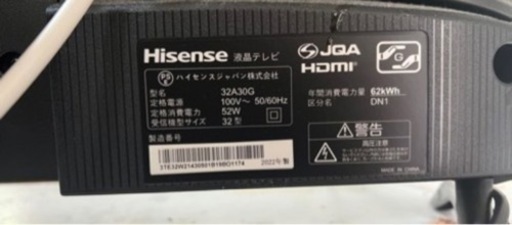 Hisense 液晶テレビ
PS E
ハイセンスジャパン株式会社
型名 32A30G
定格電源 100V～ 50/60Hz
定格消費電力 52W
受信機型サイズ 32型
製造番号
2022年製
JQA
HDMI
G
年間消費電力量 62kWh
区分名 DN1
警告
MADE IN CHINA